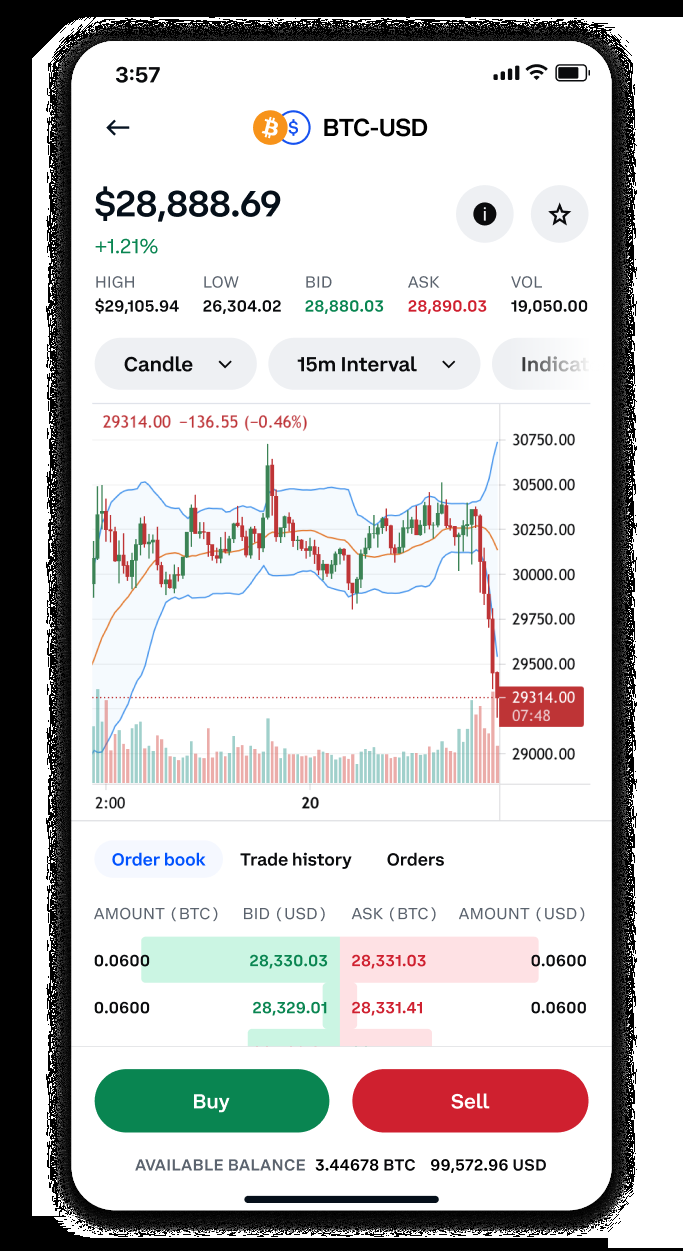 3:57
BTC-USD
$28,888.69
+1.21%
HIGH LOW BID ASK VOL
$29,105.94 26,304.02 28,880.03 28,890.03 19,050.00
Candle 15m Interval Indicat
29314.00 −136.55 (−0.46%)
30750.00
30500.00
30250.00
30000.00
29750.00
29500.00
29314.00
07:48
29000.00
2:00 20
Order book Trade history Orders
AMOUNT (BTC) BID (USD) ASK (BTC) AMOUNT (USD)
0.0600 28,330.03 28,331.03 0.0600
0.0600 28,329.01 28,331.41 0.0600
Buy Sell
AVAILABLE BALANCE 3.44678 BTC 99,572.96 USD